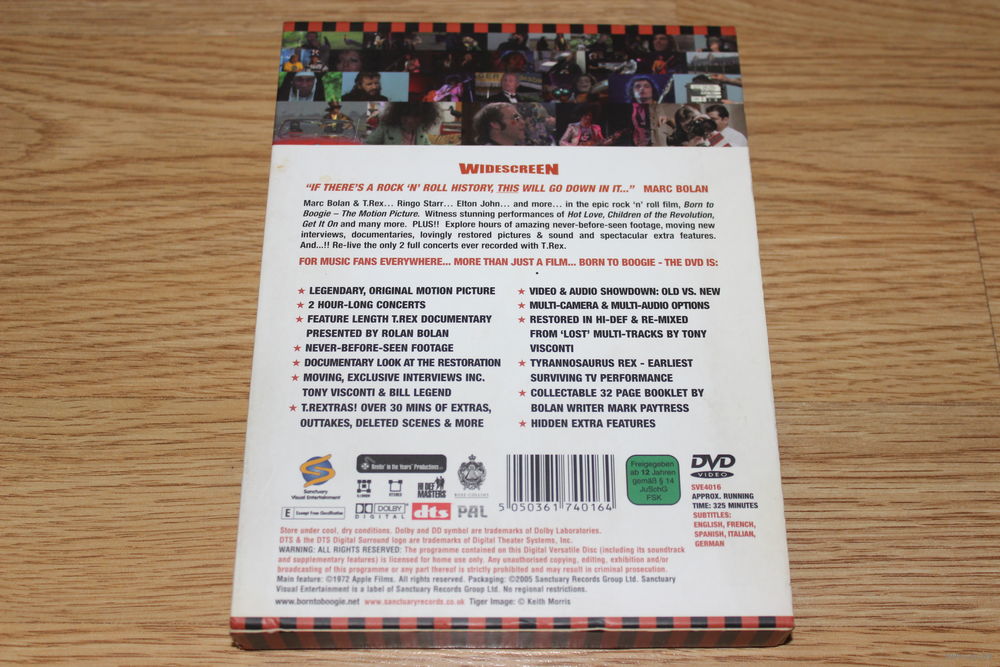 WIDESCREEN
"IF THERE'S A ROCK 'N' ROLL HISTORY, THIS WILL GO DOWN IN IT..." MARC BOLAN
Marc Bolan & T.Rex... Ringo Starr... Elton John... and more... in the epic rock 'n' roll film, Born to
Boogie – The Motion Picture. Witness stunning performances of Hot Love, Children of the Revolution,
Get It On and many more. PLUS!! Explore hours of amazing never-before-seen footage, moving new
interviews, documentaries, lovingly restored pictures & sound and spectacular extra features.
And...!! Re-live the only 2 full concerts ever recorded with T.Rex.
FOR MUSIC FANS EVERYWHERE... MORE THAN JUST A FILM... BORN TO BOOGIE - THE DVD IS:
★ LEGENDARY, ORIGINAL MOTION PICTURE
★ 2 HOUR-LONG CONCERTS
★ FEATURE LENGTH T.REX DOCUMENTARY
PRESENTED BY ROLAN BOLAN
★ NEVER-BEFORE-SEEN FOOTAGE
★ DOCUMENTARY LOOK AT THE RESTORATION
★ MOVING, EXCLUSIVE INTERVIEWS INC.
TONY VISCONTI & BILL LEGEND
★ T.REXTRAS! OVER 30 MINS OF EXTRAS,
OUTTAKES, DELETED SCENES & MORE
★ VIDEO & AUDIO SHOWDOWN: OLD VS. NEW
★ MULTI-CAMERA & MULTI-AUDIO OPTIONS
★ RESTORED IN HI-DEF & RE-MIXED
FROM 'LOST' MULTI-TRACKS BY TONY
VISCONTI
★ TYRANNOSAURUS REX - EARLIEST
SURVIVING TV PERFORMANCE
★ COLLECTABLE 32 PAGE BOOKLET BY
BOLAN WRITER MARK PAYTRESS
★ HIDDEN EXTRA FEATURES
Sanctuary
Visual Entertainment
Reelin' in the Years Productions
STEREO
HI DEF
MASTERS
ROSS-COLLINS
E Exempt from Classification
DOLBY
DIGITAL
dts
PAL
5 050361 740164
Freigegeben
ab 12 Jahren
gemäß § 14
JuSchG
FSK
DVD
VIDEO
SVE4016
APPROX. RUNNING
TIME: 325 MINUTES
SUBTITLES:
ENGLISH, FRENCH,
SPANISH, ITALIAN,
GERMAN
Store under cool, dry conditions. Dolby and DD symbol are trademarks of Dolby Laboratories.
DTS & the DTS Digital Surround logo are trademarks of Digital Theater Systems, Inc.
WARNING: ALL RIGHTS RESERVED: The programme contained on this Digital Versatile Disc (including its soundtrack
and supplementary features) is licensed for home use only. Any unauthorised copying, editing, exhibition and/or
broadcasting of this programme or any part thereof is strictly prohibited and may result in criminal prosecution.
Main feature: ©1972 Apple Films. All rights reserved. Packaging: ©2005 Sanctuary Records Group Ltd. Sanctuary
Visual Entertainment is a label of Sanctuary Records Group Ltd. No regional restrictions.
www.borntoboogie.net www.sanctuaryrecords.co.uk Tiger Image: © Keith Morris